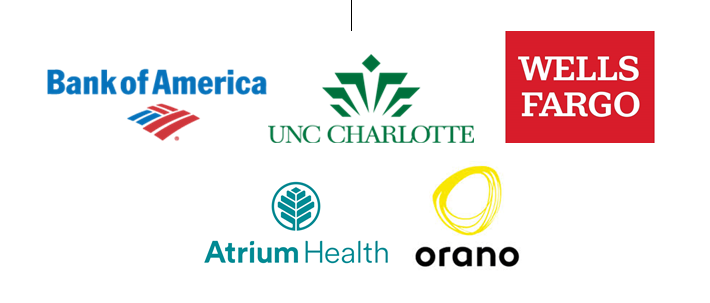 Bank of America
UNC CHARLOTTE
WELLS
FARGO
Atrium Health
orano